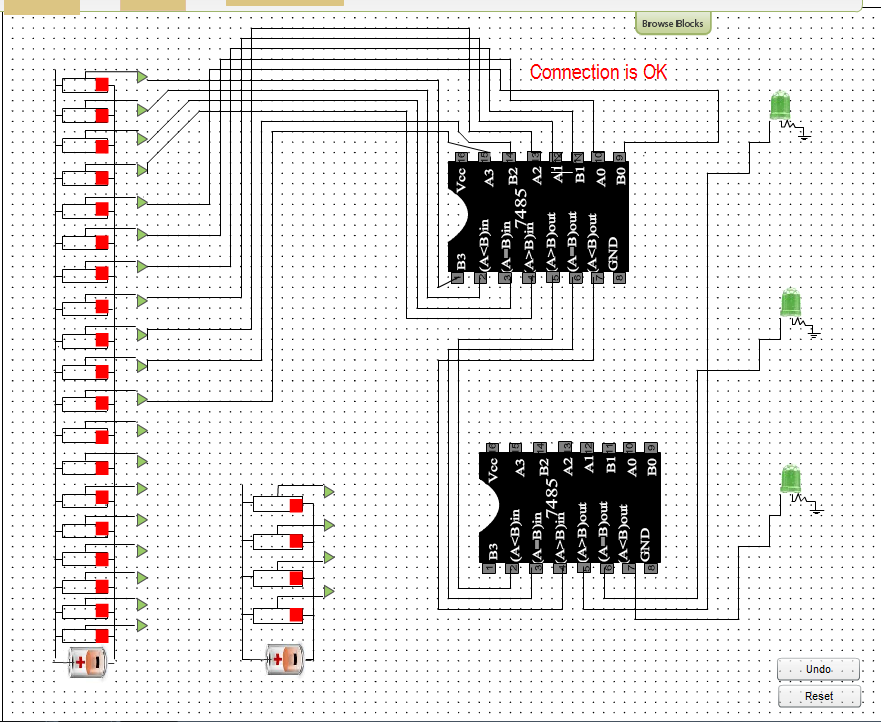 Browse Blocks
Connection is OK
16 15 14 13 12 11 10 9
Vcc A3 B2 A2 A1 B1 A0 B0
7485
B3 (A<B)in (A=B)in (A>B)in (A>B)out (A=B)out (A<B)out GND
1 2 3 4 5 6 7 8
16 15 14 13 12 11 10 9
Vcc A3 B2 A2 A1 B1 A0 B0
7485
B3 (A<B)in (A=B)in (A>B)in (A>B)out (A=B)out (A<B)out GND
1 2 3 4 5 6 7 8
Undo
Reset